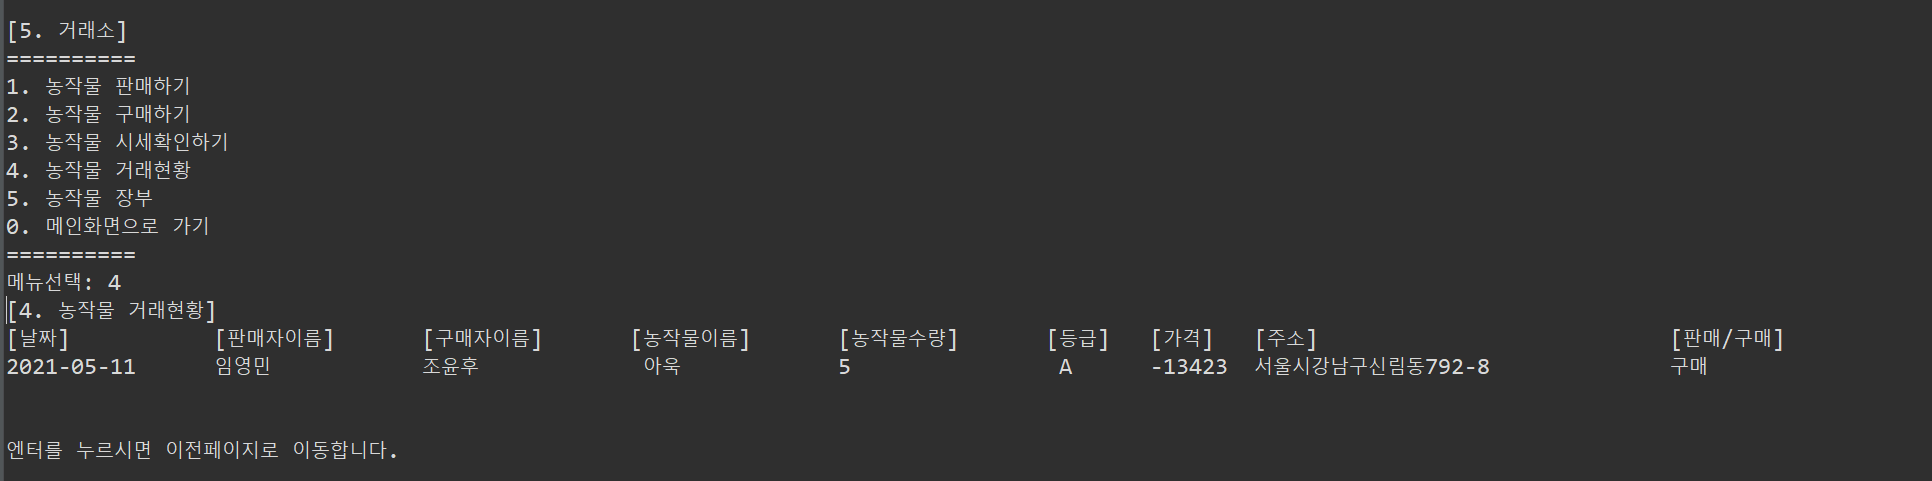 [5. 거래소]
==========
1. 농작물 판매하기
2. 농작물 구매하기
3. 농작물 시세확인하기
4. 농작물 거래현황
5. 농작물 장부
0. 메인화면으로 가기
==========
메뉴선택: 4
[4. 농작물 거래현황]
[날짜] [판매자이름] [구매자이름] [농작물이름] [농작물수량] [등급] [가격] [주소] [판매/구매]
2021-05-11 임영민 조윤후 아욱 5 A -13423 서울시강남구신림동792-8 구매
엔터를 누르시면 이전페이지로 이동합니다.